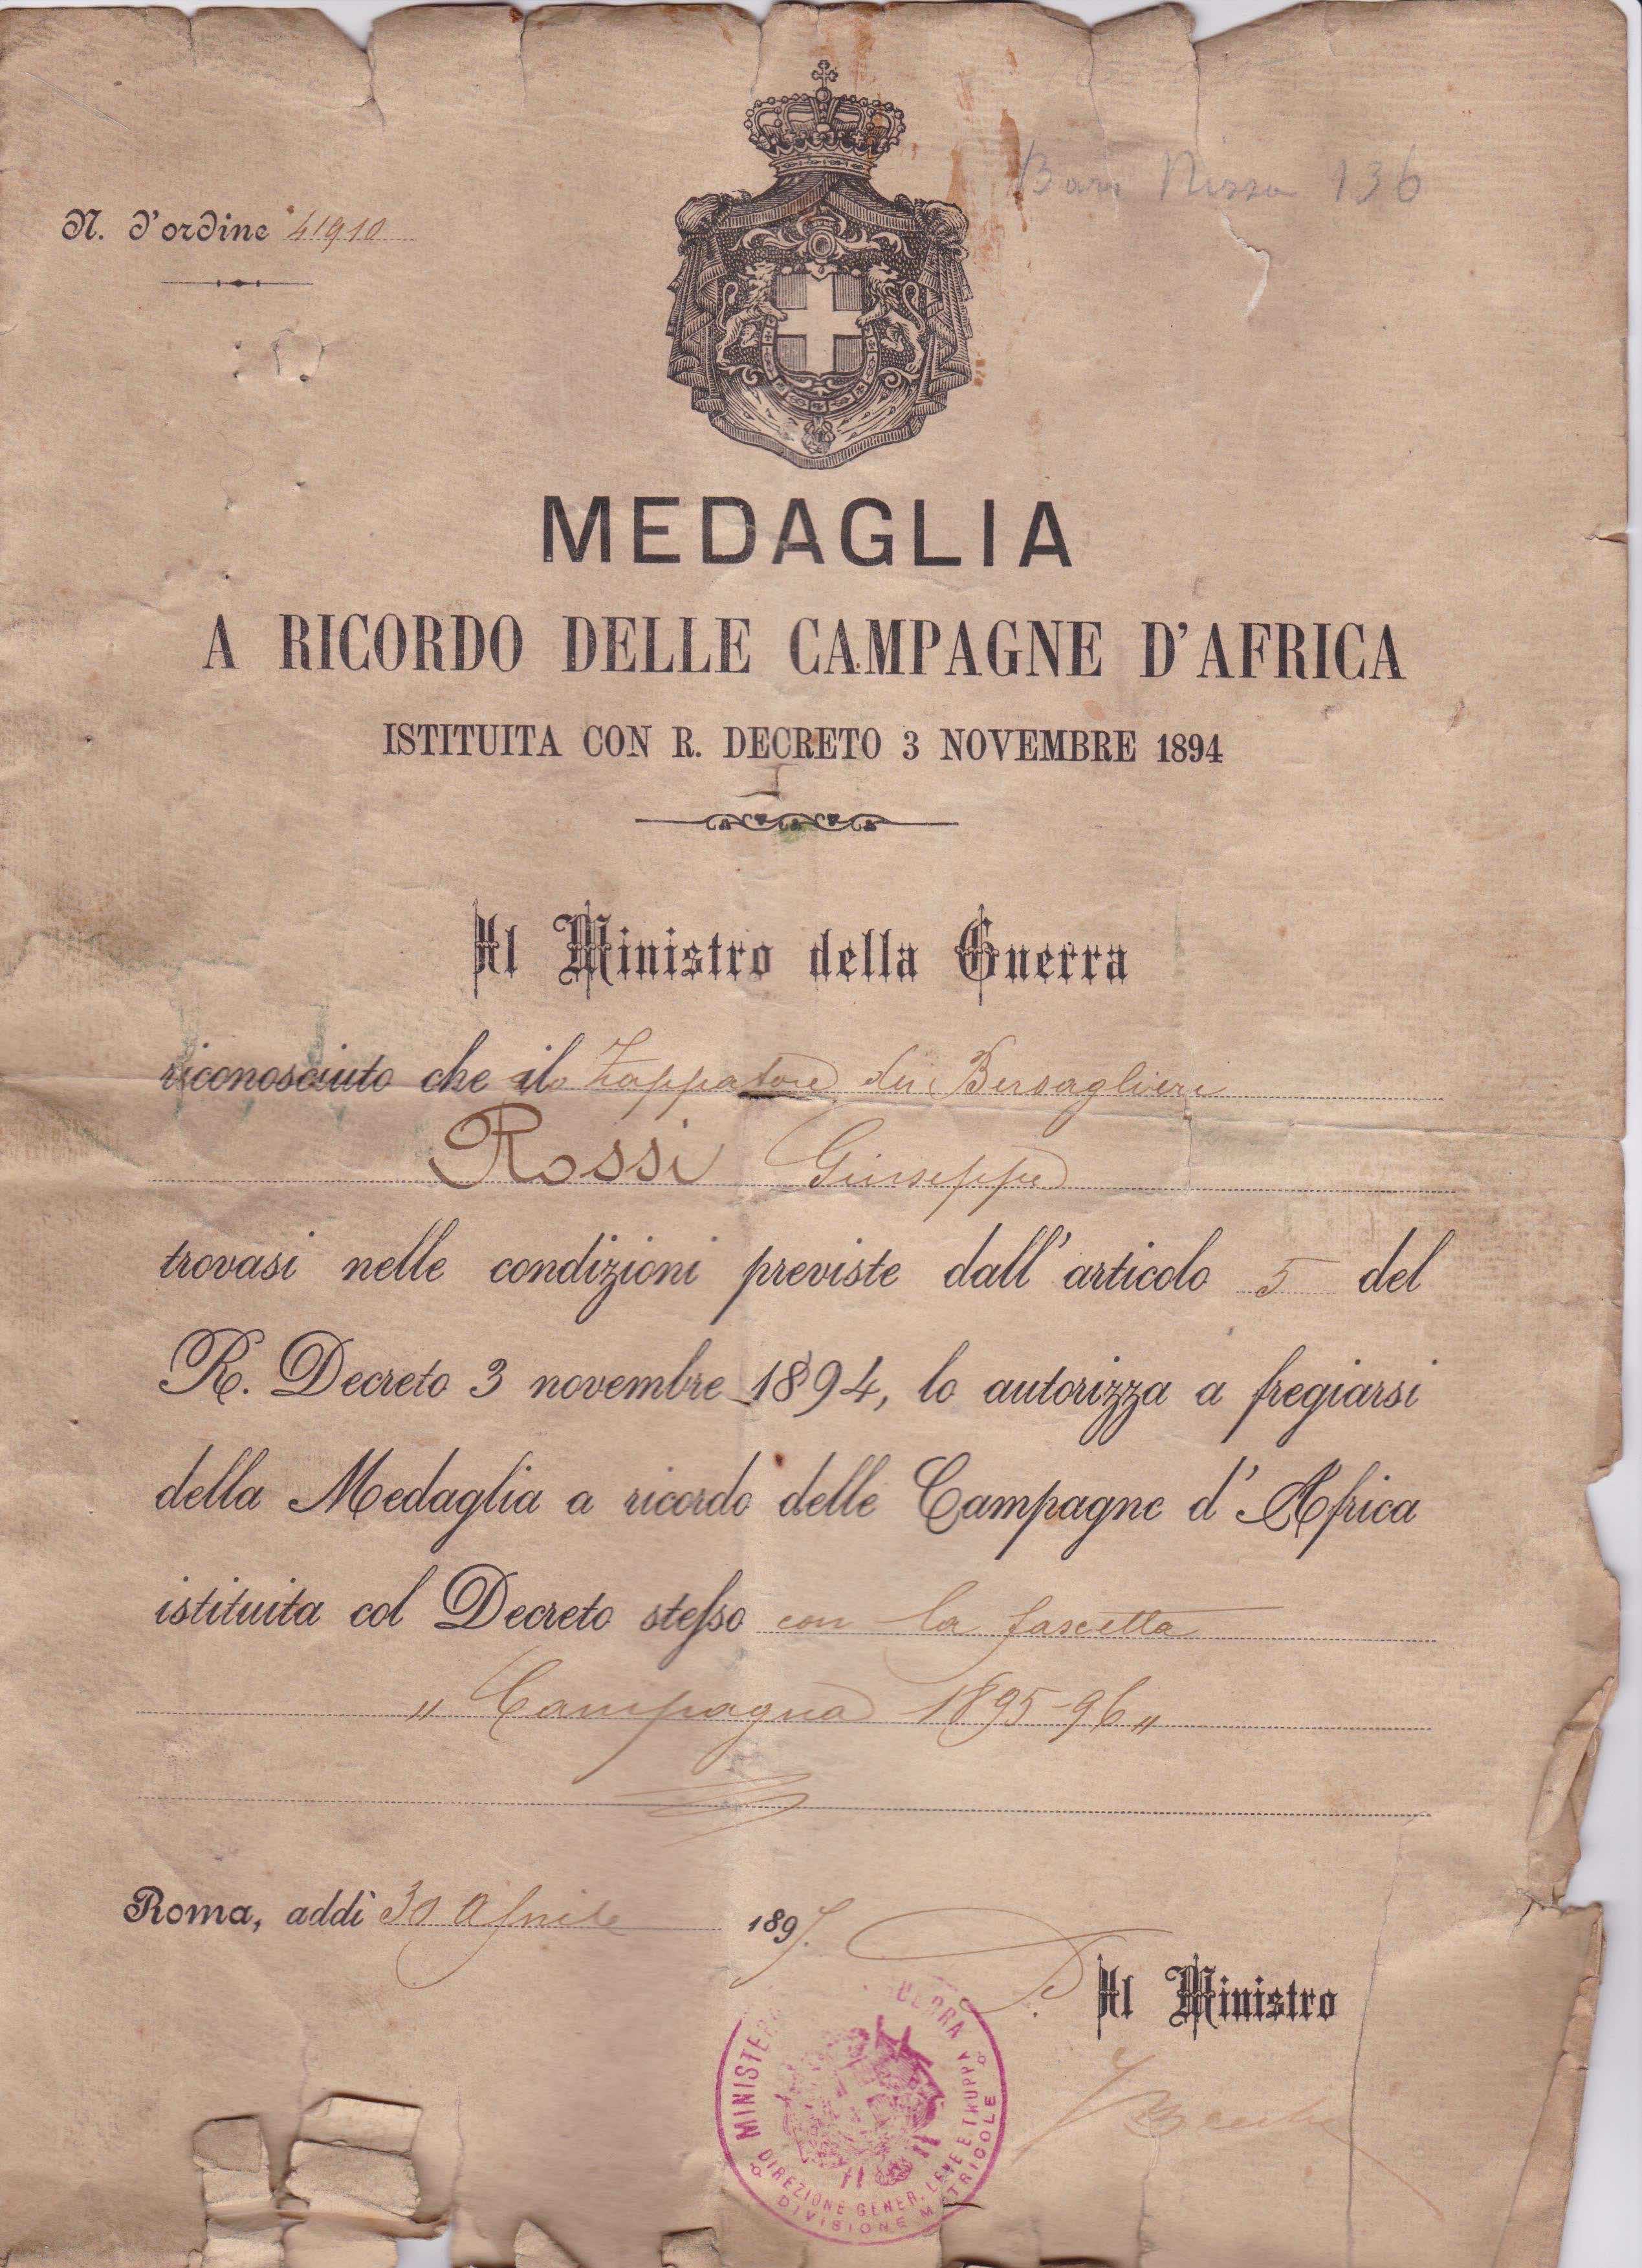 Bari Nizza 136
N. d'ordine 41910
MEDAGLIA
A RICORDO DELLE CAMPAGNE D'AFRICA
ISTITUITA CON R. DECRETO 3 NOVEMBRE 1894
Il Ministro della Guerra
riconosciuto che ilo Zappatore dei Bersaglieri
Rossi Giuseppe
trovasi nelle condizioni previste dall'articolo 5 del
R. Decreto 3 novembre 1894, lo autorizza a fregiarsi
della Medaglia a ricordo delle Campagne d'Africa
istituita col Decreto stesso con la fascetta
„ Campagna 1895-96 „
Roma, addì 30 Aprile 1897.
Il Ministro
MINISTERO GUERRA
DIREZIONE GENER. LEVE E TRUPPA
DIVISIONE MATRICOLE